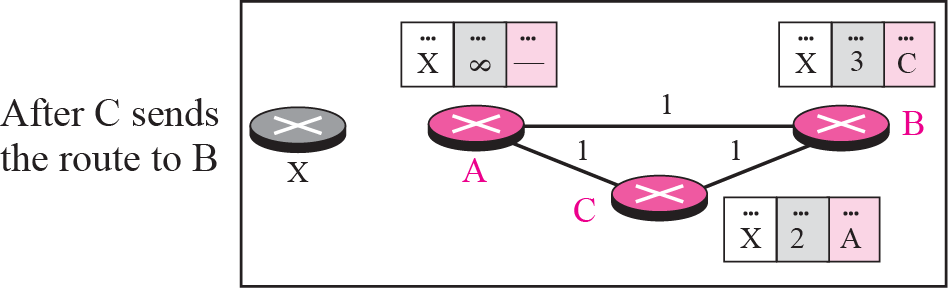 After C sends
the route to B
... ... ...
X ∞ —
... ... ...
X 3 C
X
A
1
B
1
1
C
... ... ...
X 2 A